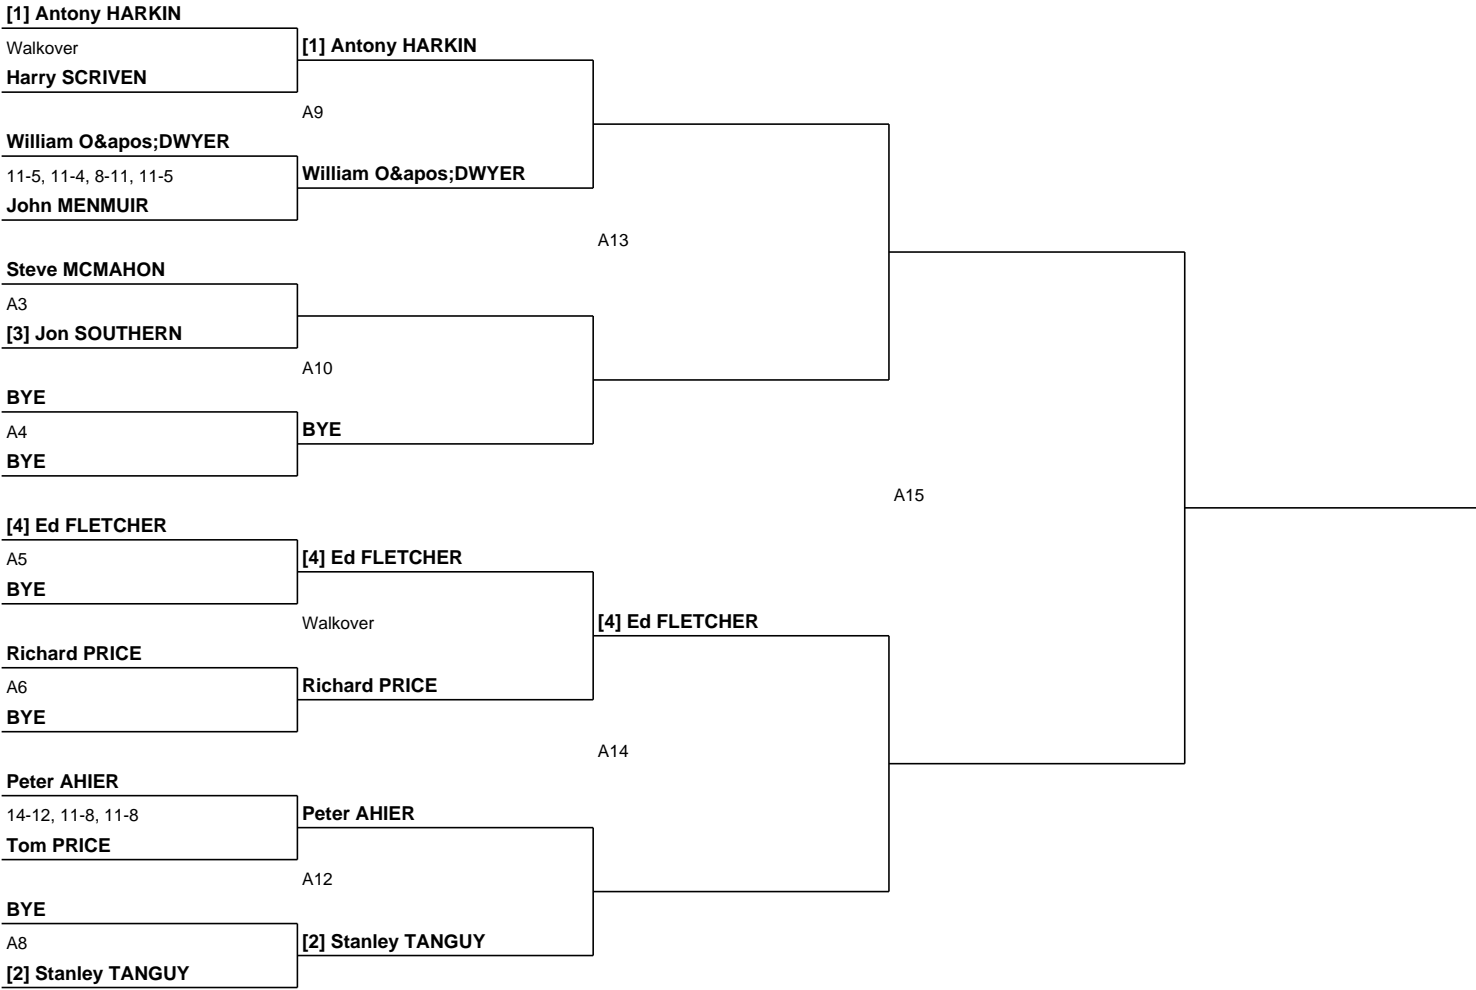 [1] Antony HARKIN
Walkover
Harry SCRIVEN
[1] Antony HARKIN
A9
William O&apos;DWYER
11-5, 11-4, 8-11, 11-5
John MENMUIR
William O&apos;DWYER
A13
Steve MCMAHON
A3
[3] Jon SOUTHERN
A10
BYE
A4
BYE
BYE
A15
[4] Ed FLETCHER
A5
BYE
[4] Ed FLETCHER
Walkover
[4] Ed FLETCHER
Richard PRICE
A6
BYE
Richard PRICE
A14
Peter AHIER
14-12, 11-8, 11-8
Tom PRICE
Peter AHIER
A12
BYE
A8
[2] Stanley TANGUY
[2] Stanley TANGUY